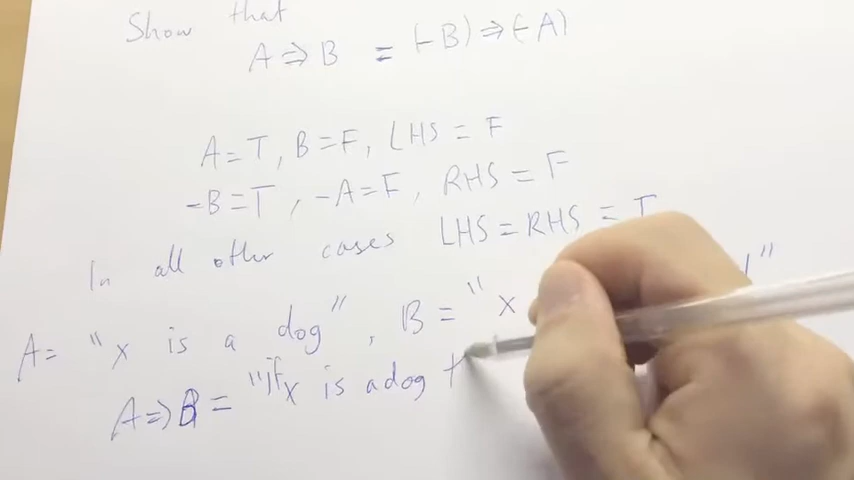 Show that
A ⇒ B = (-B) ⇒ (-A)
A = T, B = F, LHS = F
-B = T, -A = F, RHS = F
In all other cases LHS = RHS = T
A = "x is a dog", B = "x "
A ⇒ B = "if x is a dog t